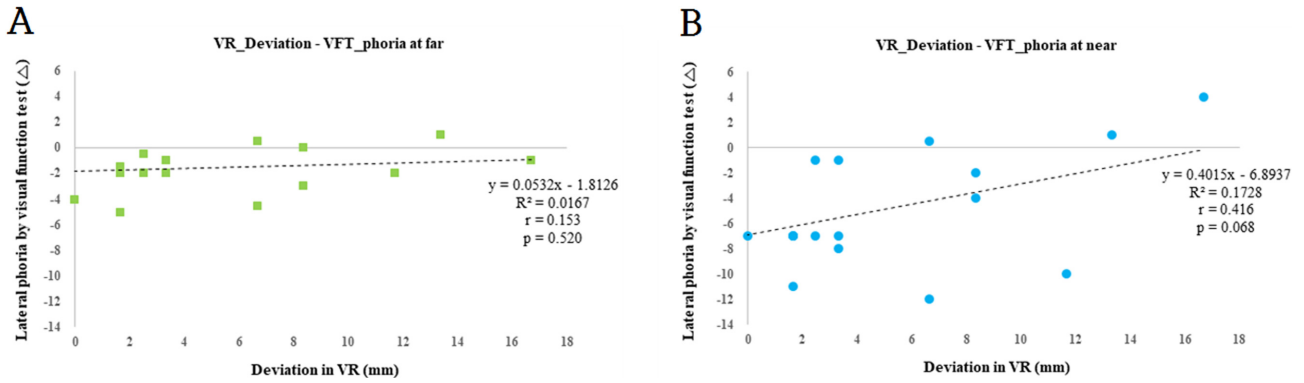 A
VR_Deviation - VFT_phoria at far
Lateral phoria by visual function test (△)
6
4
2
0
-2
-4
-6
-8
-10
-12
-14
0 2 4 6 8 10 12 14 16 18
y = 0.0532x - 1.8126
R² = 0.0167
r = 0.153
p = 0.520
Deviation in VR (mm)
B
VR_Deviation - VFT_phoria at near
Lateral phoria by visual function test (△)
6
4
2
0
-2
-4
-6
-8
-10
-12
-14
0 2 4 6 8 10 12 14 16 18
y = 0.4015x - 6.8937
R² = 0.1728
r = 0.416
p = 0.068
Deviation in VR (mm)